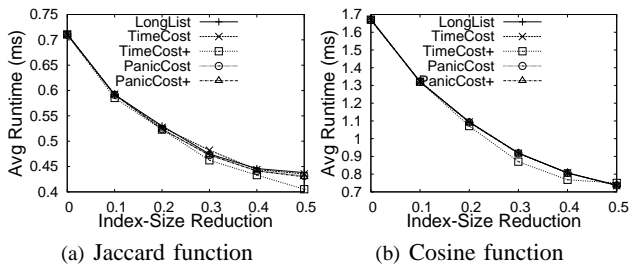 Avg Runtime (ms)
0.75
0.7
0.65
0.6
0.55
0.5
0.45
0.4
LongList
TimeCost
TimeCost+
PanicCost
PanicCost+
0 0.1 0.2 0.3 0.4 0.5
Index-Size Reduction
(a) Jaccard function
Avg Runtime (ms)
1.7
1.6
1.5
1.4
1.3
1.2
1.1
1
0.9
0.8
0.7
LongList
TimeCost
TimeCost+
PanicCost
PanicCost+
0 0.1 0.2 0.3 0.4 0.5
Index-Size Reduction
(b) Cosine function